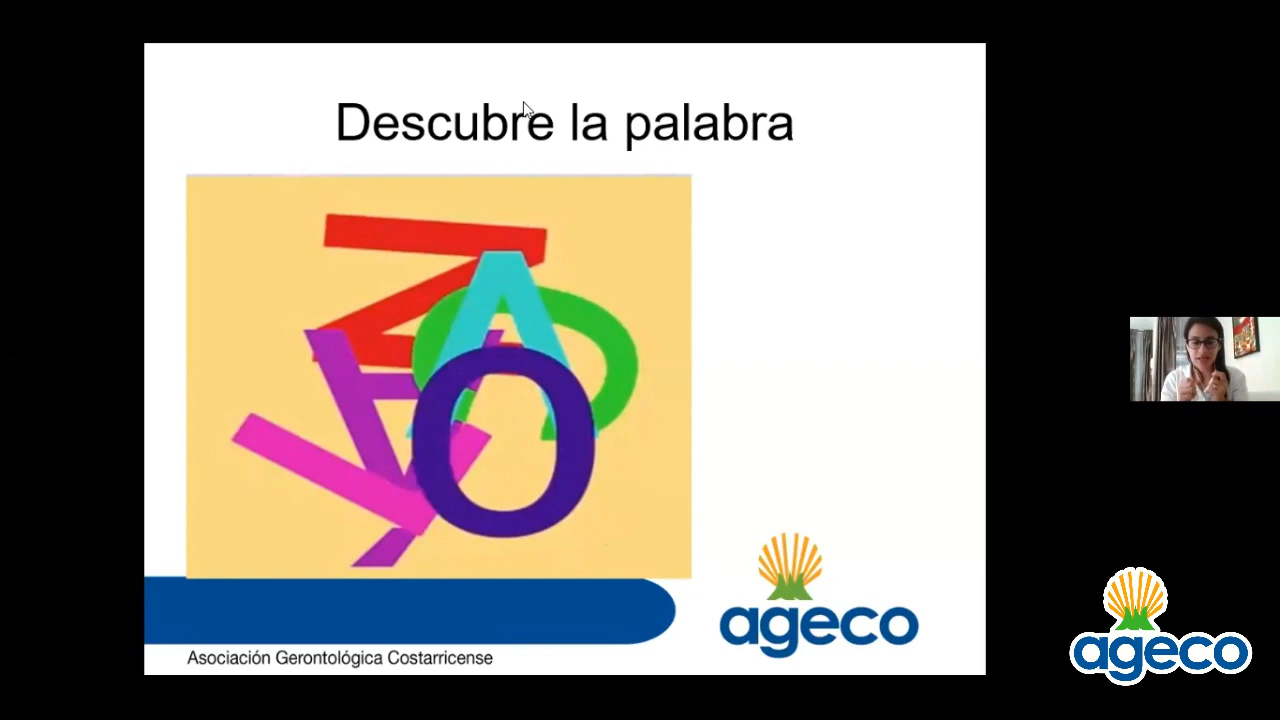 Descubre la palabra
N
A
C
A
O
L
ageco
Asociación Gerontológica Costarricense
ageco